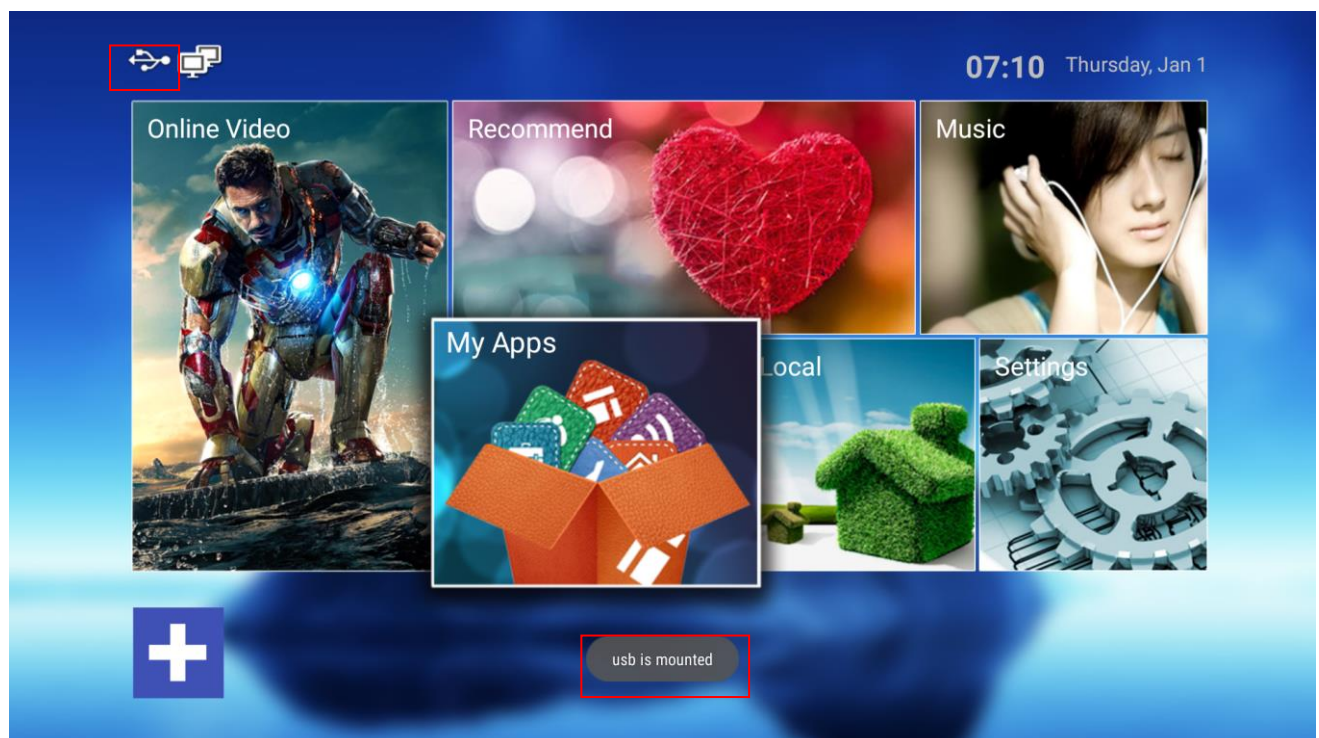 07:10 Thursday, Jan 1
Online Video
Recommend
Music
My Apps
Local
Settings
usb is mounted